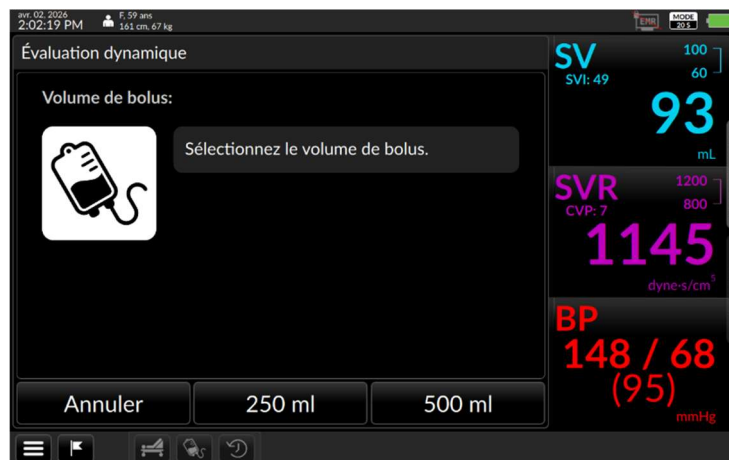 avr. 02, 2026
2:02:19 PM
F, 59 ans
161 cm, 67 kg
EMR
MODE
20 S
Évaluation dynamique
Volume de bolus:
Sélectionnez le volume de bolus.
Annuler
250 ml
500 ml
SV
SVI: 49
100
60
93
mL
SVR
CVP: 7
1200
800
1145
dyne·s/cm⁵
BP
148 / 68
(95)
mmHg